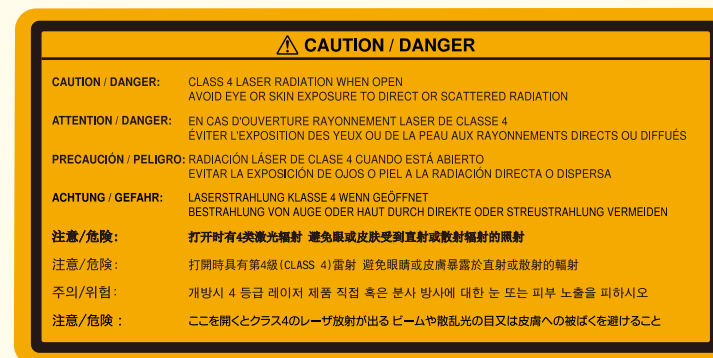 ⚠ CAUTION / DANGER
CAUTION / DANGER: CLASS 4 LASER RADIATION WHEN OPEN
AVOID EYE OR SKIN EXPOSURE TO DIRECT OR SCATTERED RADIATION
ATTENTION / DANGER: EN CAS D'OUVERTURE RAYONNEMENT LASER DE CLASSE 4
ÉVITER L'EXPOSITION DES YEUX OU DE LA PEAU AUX RAYONNEMENTS DIRECTS OU DIFFUÉS
PRECAUCIÓN / PELIGRO: RADIACIÓN LÁSER DE CLASE 4 CUANDO ESTÁ ABIERTO
EVITAR LA EXPOSICIÓN DE OJOS O PIEL A LA RADIACIÓN DIRECTA O DISPERSA
ACHTUNG / GEFAHR: LASERSTRAHLUNG KLASSE 4 WENN GEÖFFNET
BESTRAHLUNG VON AUGE ODER HAUT DURCH DIREKTE ODER STREUSTRAHLUNG VERMEIDEN
注意/危险: 打开时有4类激光辐射 避免眼或皮肤受到直射或散射辐射的照射
注意/危険: 打開時具有第4級(CLASS 4)雷射 避免眼睛或皮膚暴露於直射或散射的輻射
주의/위험: 개방시 4 등급 레이저 제품 직접 혹은 분사 방사에 대한 눈 또는 피부 노출을 피하시오
注意/危険 : ここを開くとクラス4のレーザ放射が出る ビームや散乱光の目又は皮膚への被ばくを避けること